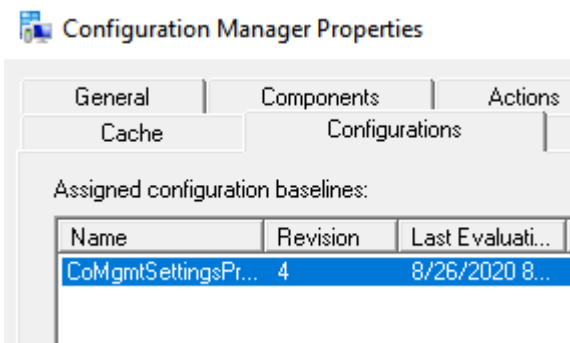 Configuration Manager Properties
General Components Actions
Cache Configurations
Assigned configuration baselines:
Name Revision Last Evaluati...
CoMgmtSettingsPr... 4 8/26/2020 8...